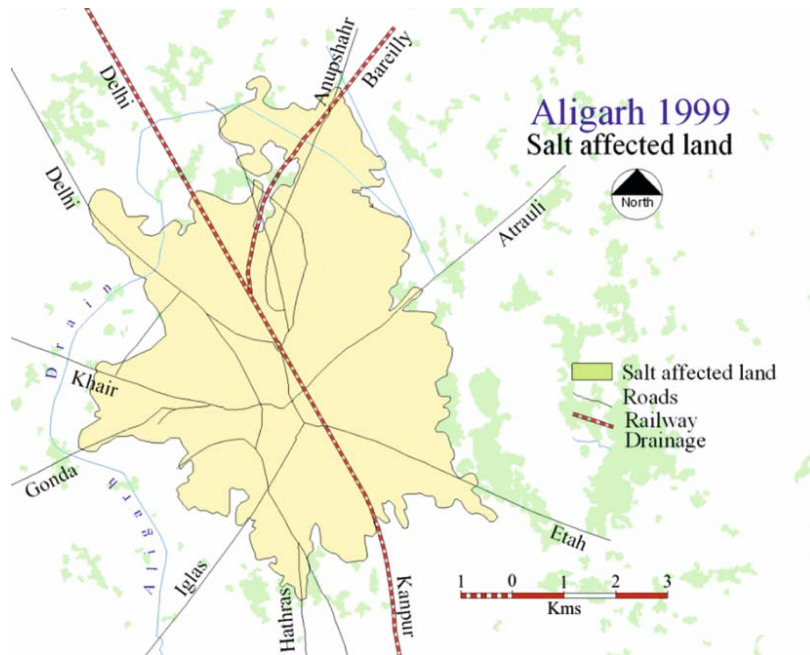 Aligarh 1999
Salt affected land
North
Delhi
Anupshahr
Bareilly
Delhi
Atrauli
Drain
Khair
Salt affected land
Roads
Railway
Drainage
Gonda
Aligarh
Iglas
Etah
Hathras
Kanpur
1 0 1 2 3
Kms